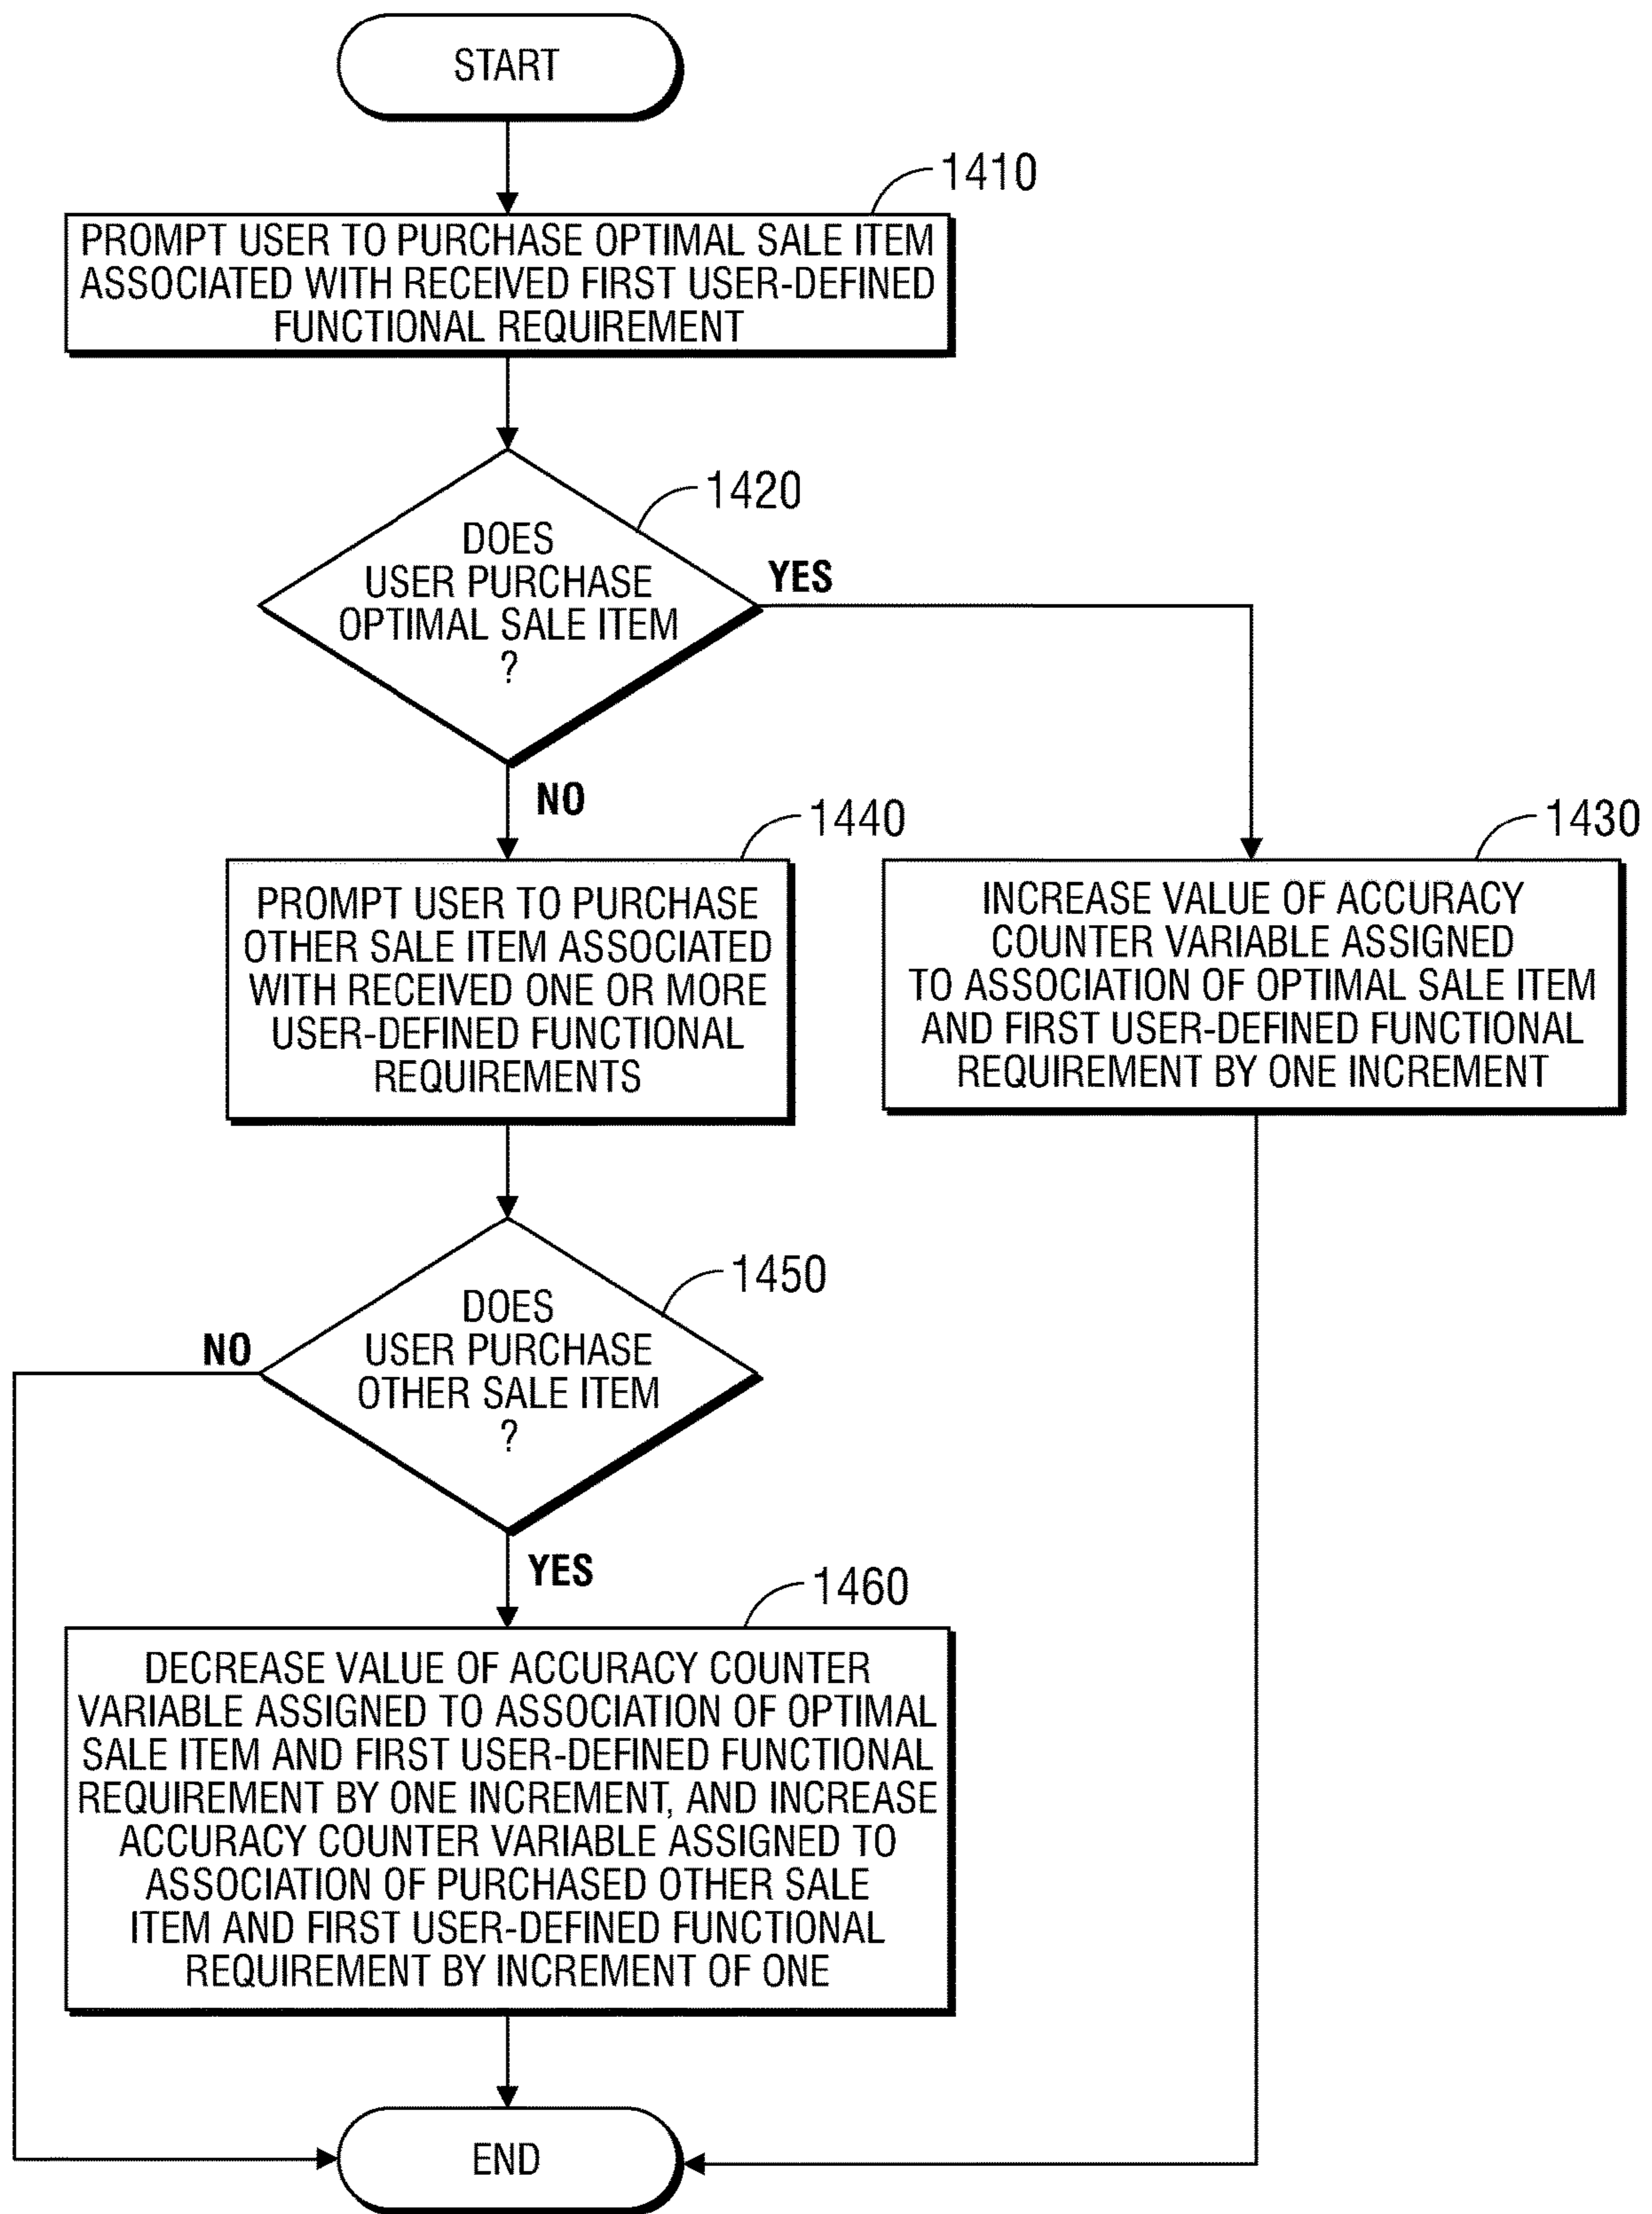 START
1410
PROMPT USER TO PURCHASE OPTIMAL SALE ITEM
ASSOCIATED WITH RECEIVED FIRST USER-DEFINED
FUNCTIONAL REQUIREMENT
1420
DOES
USER PURCHASE
OPTIMAL SALE ITEM
?
YES
NO
1440
PROMPT USER TO PURCHASE
OTHER SALE ITEM ASSOCIATED
WITH RECEIVED ONE OR MORE
USER-DEFINED FUNCTIONAL
REQUIREMENTS
1430
INCREASE VALUE OF ACCURACY
COUNTER VARIABLE ASSIGNED
TO ASSOCIATION OF OPTIMAL SALE ITEM
AND FIRST USER-DEFINED FUNCTIONAL
REQUIREMENT BY ONE INCREMENT
1450
DOES
USER PURCHASE
OTHER SALE ITEM
?
NO
YES
1460
DECREASE VALUE OF ACCURACY COUNTER
VARIABLE ASSIGNED TO ASSOCIATION OF OPTIMAL
SALE ITEM AND FIRST USER-DEFINED FUNCTIONAL
REQUIREMENT BY ONE INCREMENT, AND INCREASE
ACCURACY COUNTER VARIABLE ASSIGNED TO
ASSOCIATION OF PURCHASED OTHER SALE
ITEM AND FIRST USER-DEFINED FUNCTIONAL
REQUIREMENT BY INCREMENT OF ONE
END